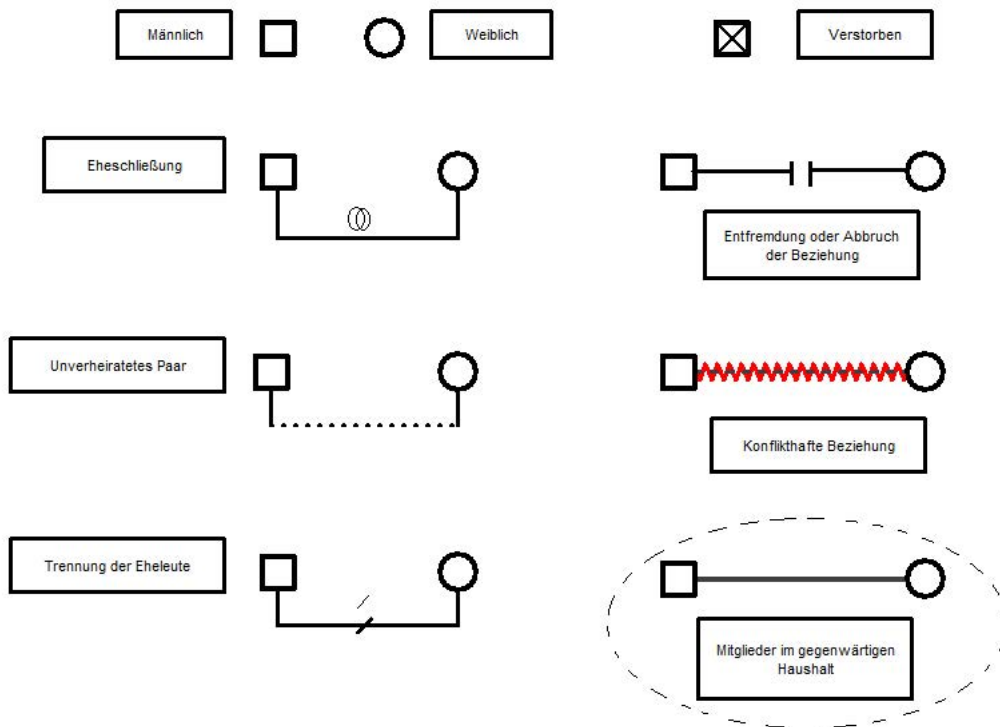 Männlich
Weiblich
Verstorben
Eheschließung
Entfremdung oder Abbruch
der Beziehung
Unverheiratetes Paar
Konflikthafte Beziehung
Trennung der Eheleute
Mitglieder im gegenwärtigen
Haushalt